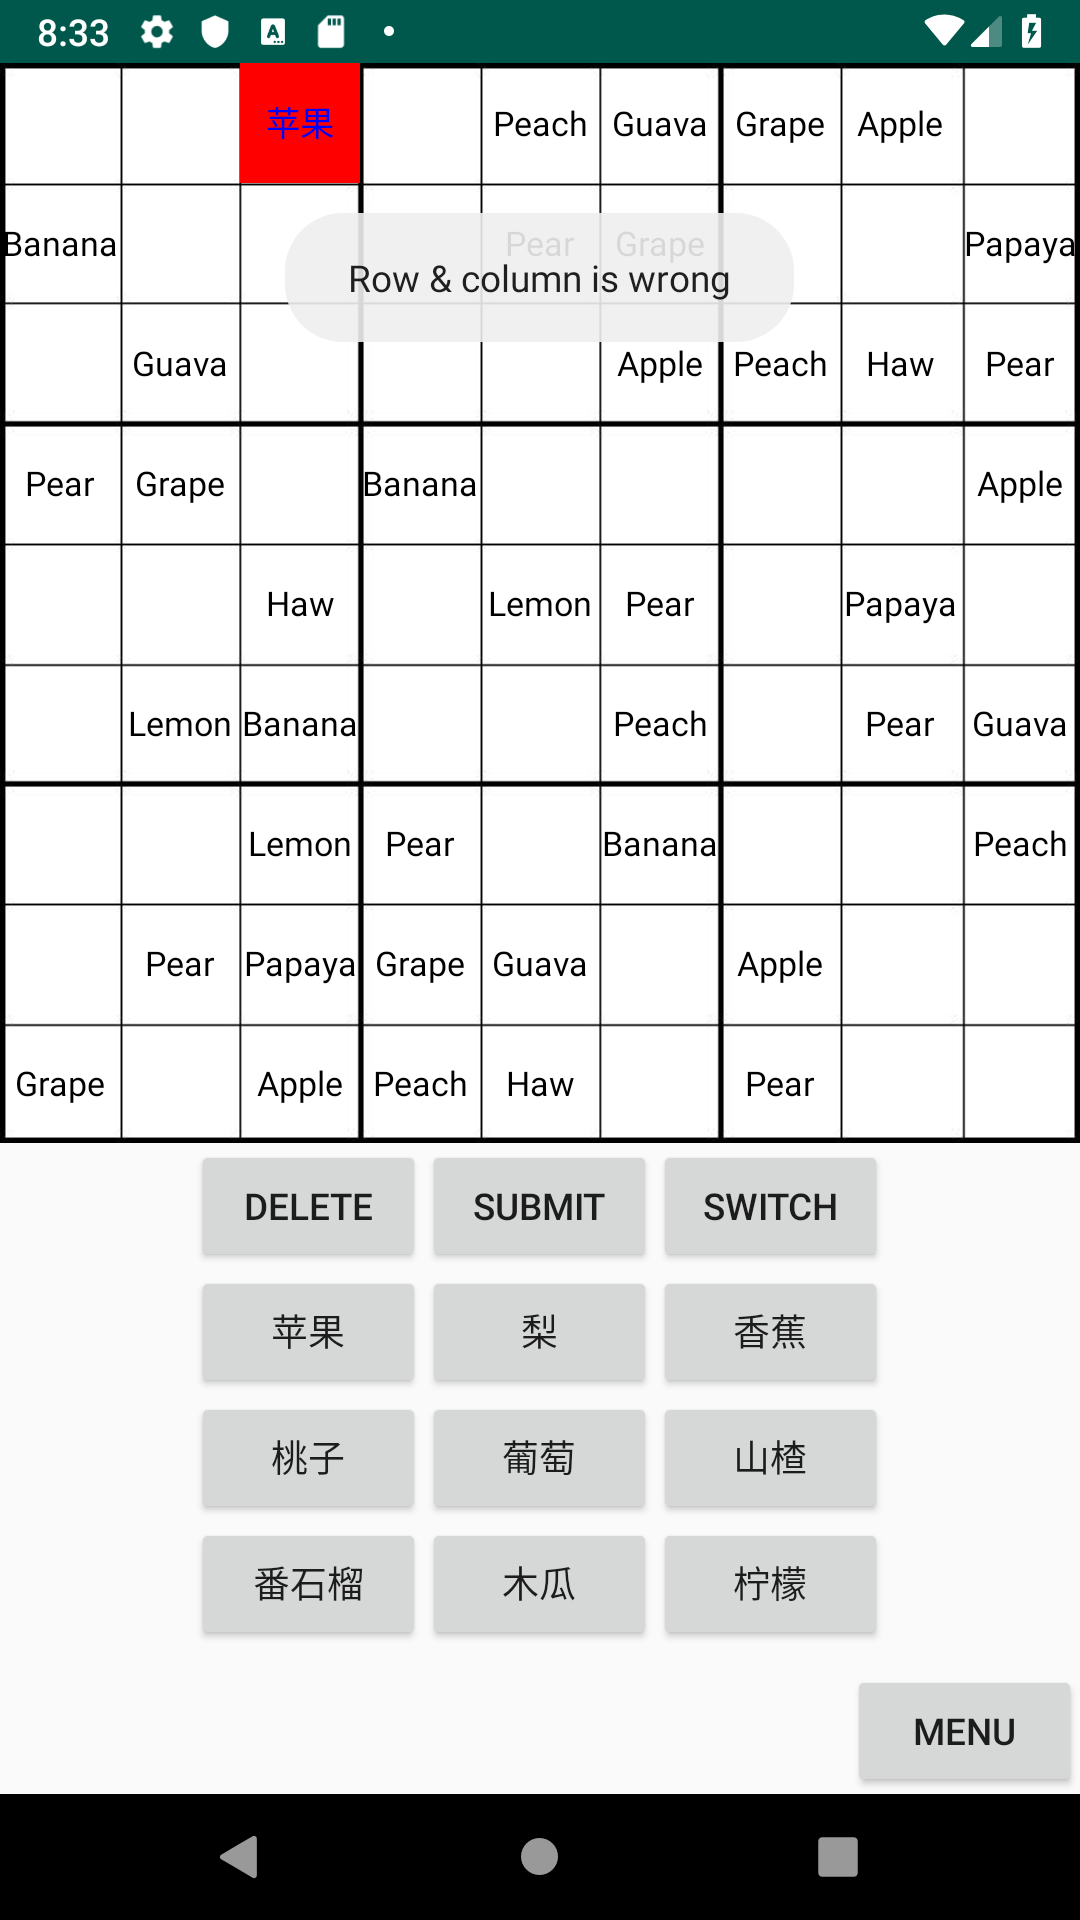 8:33
苹果 Peach Guava Grape Apple
Banana Pear Grape Papaya
Row & column is wrong
Guava Apple Peach Haw Pear
Pear Grape Banana Apple
Haw Lemon Pear Papaya
Lemon Banana Peach Pear Guava
Lemon Pear Banana Peach
Pear Papaya Grape Guava Apple
Grape Apple Peach Haw Pear
DELETE SUBMIT SWITCH
苹果 梨 香蕉
桃子 葡萄 山楂
番石榴 木瓜 柠檬
MENU